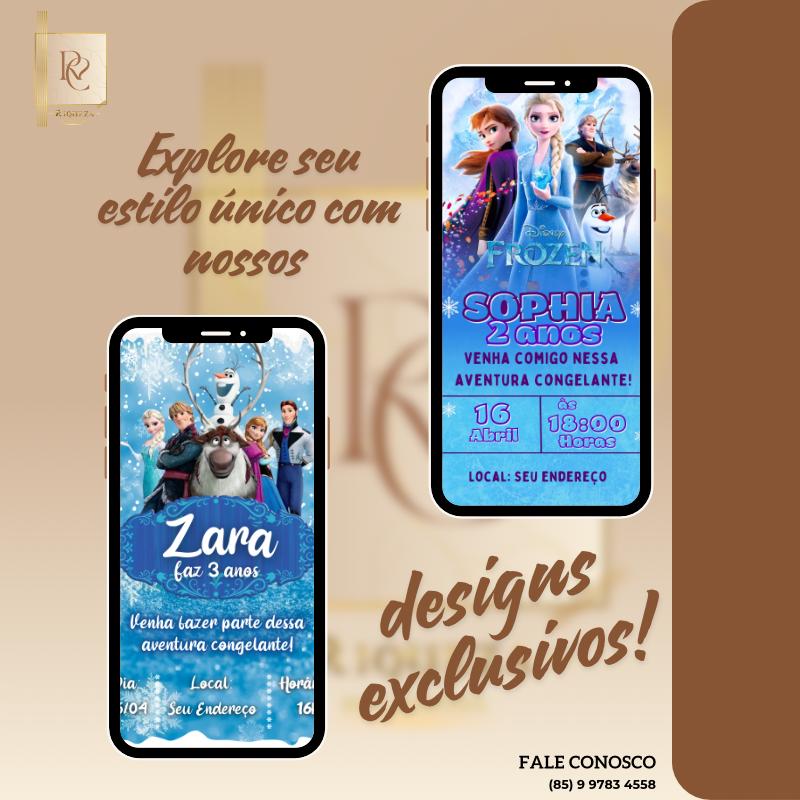 RC
RIQUEZA
Explore seu
estilo único com
nossos
Disney
FROZEN
SOPHIA
2 anos
VENHA COMIGO NESSA
AVENTURA CONGELANTE!
16
Abril
às
18:00
Horas
LOCAL: SEU ENDEREÇO
Zara
faz 3 anos
Venha fazer parte dessa
aventura congelante!
Local
Seu Endereço
designs
exclusivos!
FALE CONOSCO
(85) 9 9783 4558